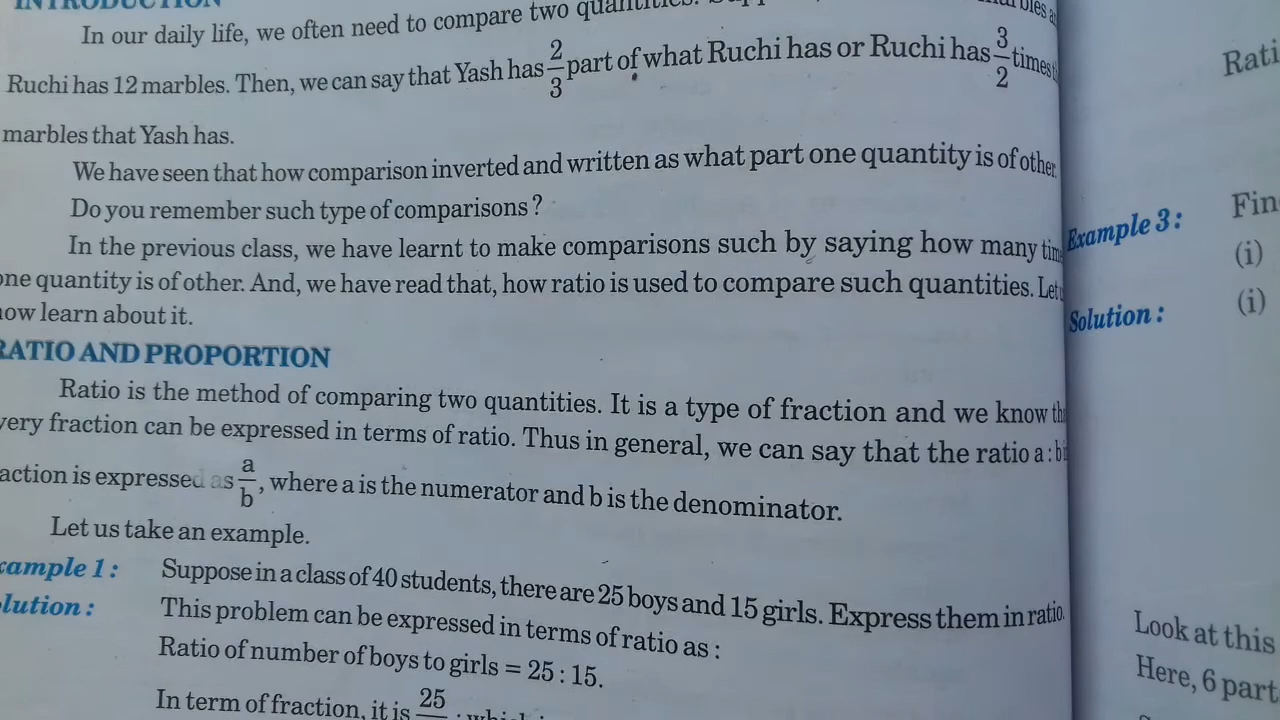 INTRODUCTION
In our daily life, we often need to compare two quantities.
Ruchi has 12 marbles. Then, we can say that Yash has 2/3 part of what Ruchi has or Ruchi has 3/2 times
marbles that Yash has.
We have seen that how comparison inverted and written as what part one quantity is of other.
Do you remember such type of comparisons ?
In the previous class, we have learnt to make comparisons such by saying how many
one quantity is of other. And, we have read that, how ratio is used to compare such quantities. Let
now learn about it.
RATIO AND PROPORTION
Ratio is the method of comparing two quantities. It is a type of fraction and we know
very fraction can be expressed in terms of ratio. Thus in general, we can say that the ratio a : b
action is expressed as a/b, where a is the numerator and b is the denominator.
Let us take an example.
xample 1 : Suppose in a class of 40 students, there are 25 boys and 15 girls. Express them in ratio.
lution : This problem can be expressed in terms of ratio as :
Ratio of number of boys to girls = 25 : 15.
In term of fraction, it is 25
Rati
Example 3 : Fin
(i)
Solution : (i)
Look at this
Here, 6 part